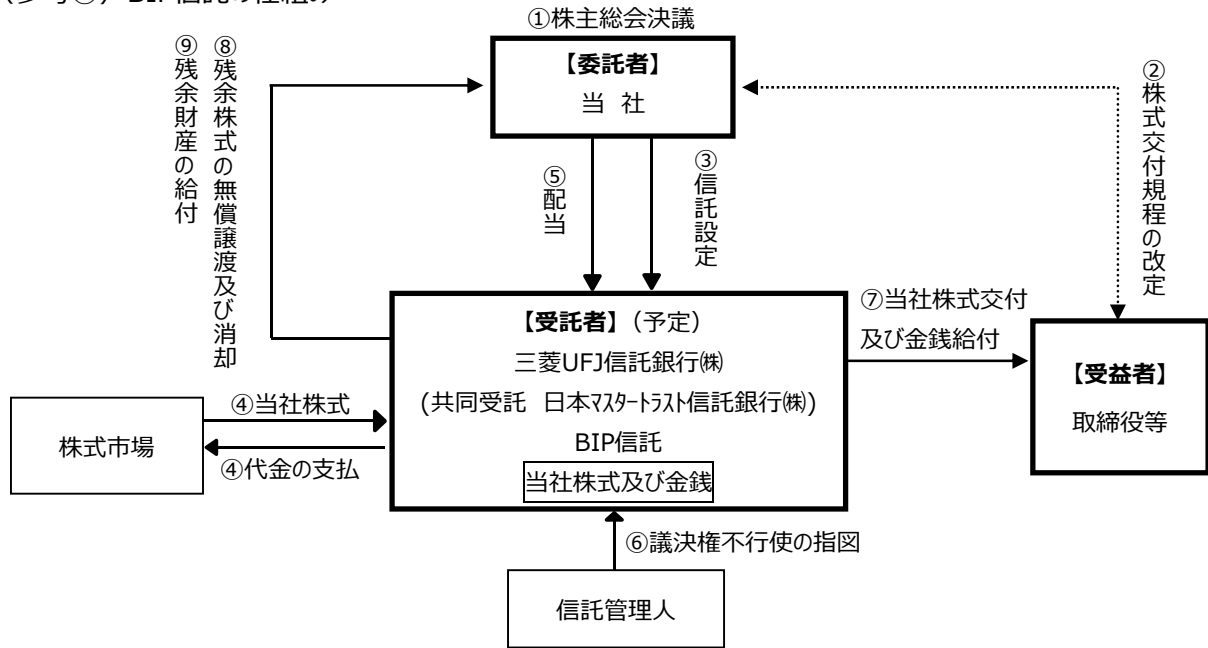 BIP信託の仕組み
①株主総会決議
【委託者】
当 社
⑨残余財産の給付
⑧残余株式の無償譲渡及び消却
②株式交付規程の改定
⑤配当
③信託設定
【受託者】（予定）
三菱UFJ信託銀行㈱
(共同受託 日本ﾏｽﾀｰﾄﾗｽﾄ信託銀行㈱)
BIP信託
当社株式及び金銭
⑦当社株式交付
及び金銭給付
【受益者】
取締役等
株式市場
④当社株式
④代金の支払
⑥議決権不行使の指図
信託管理人